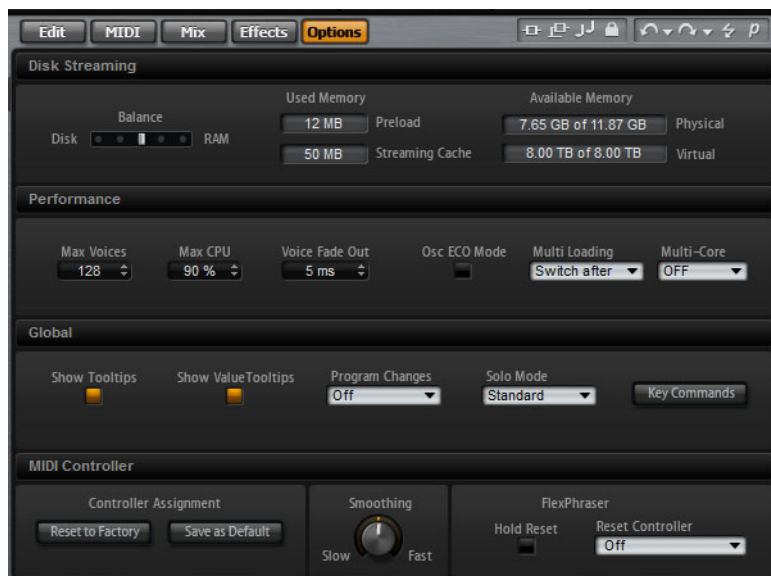 Edit MIDI Mix Effects Options
Disk Streaming
Used Memory Available Memory
Balance
12 MB Preload 7.65 GB of 11.87 GB Physical
Disk RAM
50 MB Streaming Cache 8.00 TB of 8.00 TB Virtual
Performance
Max Voices Max CPU Voice Fade Out Osc ECO Mode Multi Loading Multi-Core
128 90 % 5 ms Switch after OFF
Global
Show Tooltips Show ValueTooltips Program Changes Solo Mode
Off Standard Key Commands
MIDI Controller
Controller Assignment Smoothing FlexPhraser
Reset to Factory Save as Default Hold Reset Reset Controller
Off
Slow Fast